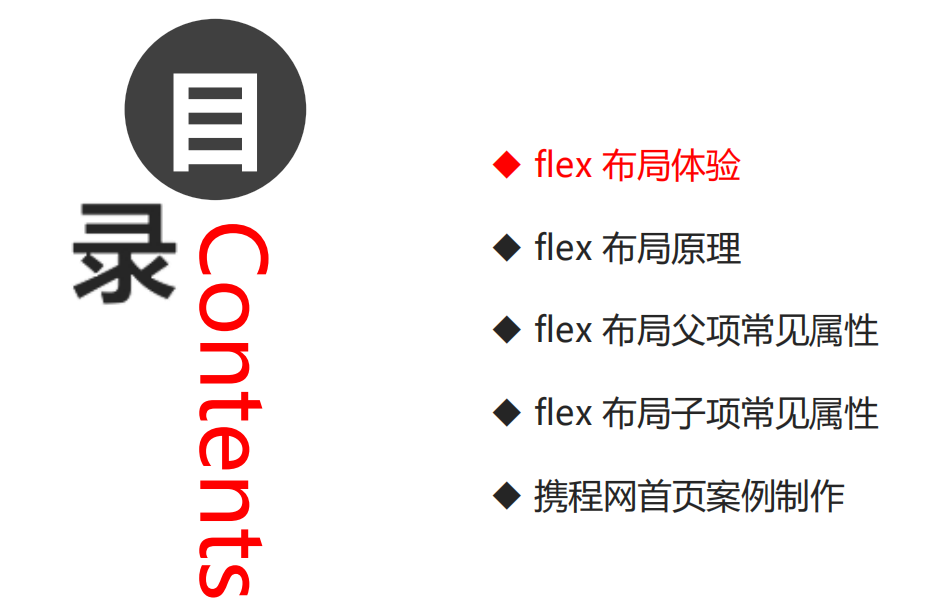 目
录
Contents
◆ flex 布局体验
◆ flex 布局原理
◆ flex 布局父项常见属性
◆ flex 布局子项常见属性
◆ 携程网首页案例制作